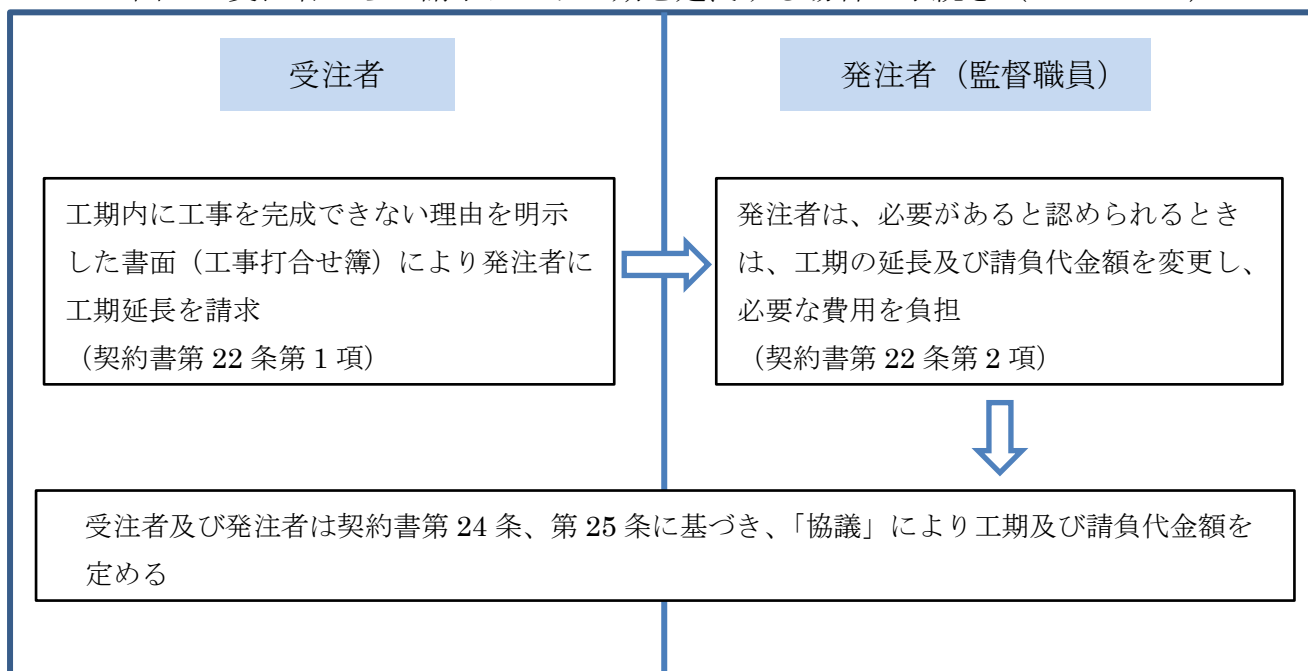 受注者
発注者（監督職員）
工期内に工事を完成できない理由を明示
した書面（工事打合せ簿）により発注者に
工期延長を請求
（契約書第 22 条第 1 項）
発注者は、必要があると認められるとき
は、工期の延長及び請負代金額を変更し、
必要な費用を負担
（契約書第 22 条第 2 項）
受注者及び発注者は契約書第 24 条、第 25 条に基づき、「協議」により工期及び請負代金額を
定める